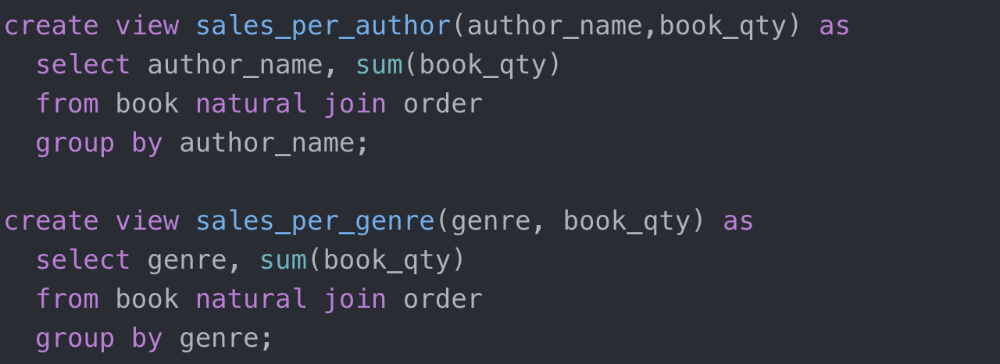 create view sales_per_author(author_name,book_qty) as
select author_name, sum(book_qty)
from book natural join order
group by author_name;
create view sales_per_genre(genre, book_qty) as
select genre, sum(book_qty)
from book natural join order
group by genre;